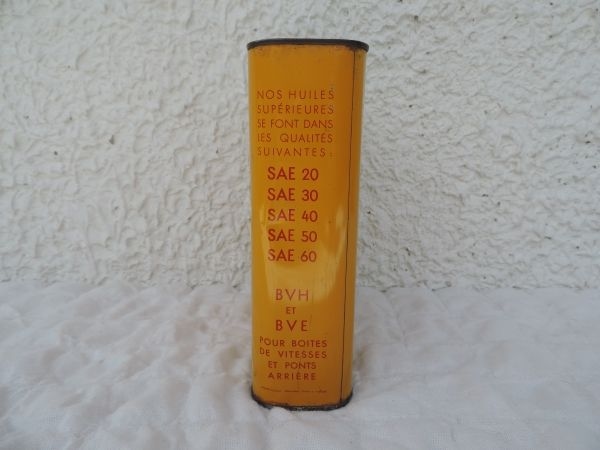 NOS HUILES
SUPÉRIEURES
SE FONT DANS
LES QUALITÉS
SUIVANTES:
SAE 20
SAE 30
SAE 40
SAE 50
SAE 60
BVH
ET
BVE
POUR BOITES
DE VITESSES
ET PONTS
ARRIÈRE